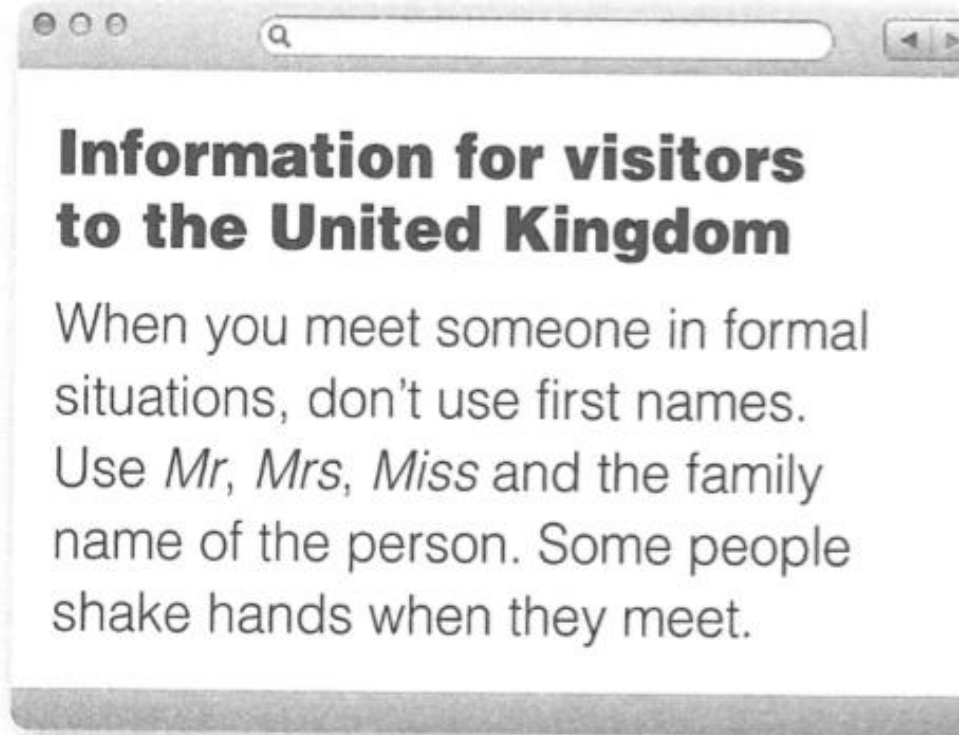 Information for visitors
to the United Kingdom
When you meet someone in formal
situations, don't use first names.
Use Mr, Mrs, Miss and the family
name of the person. Some people
shake hands when they meet.